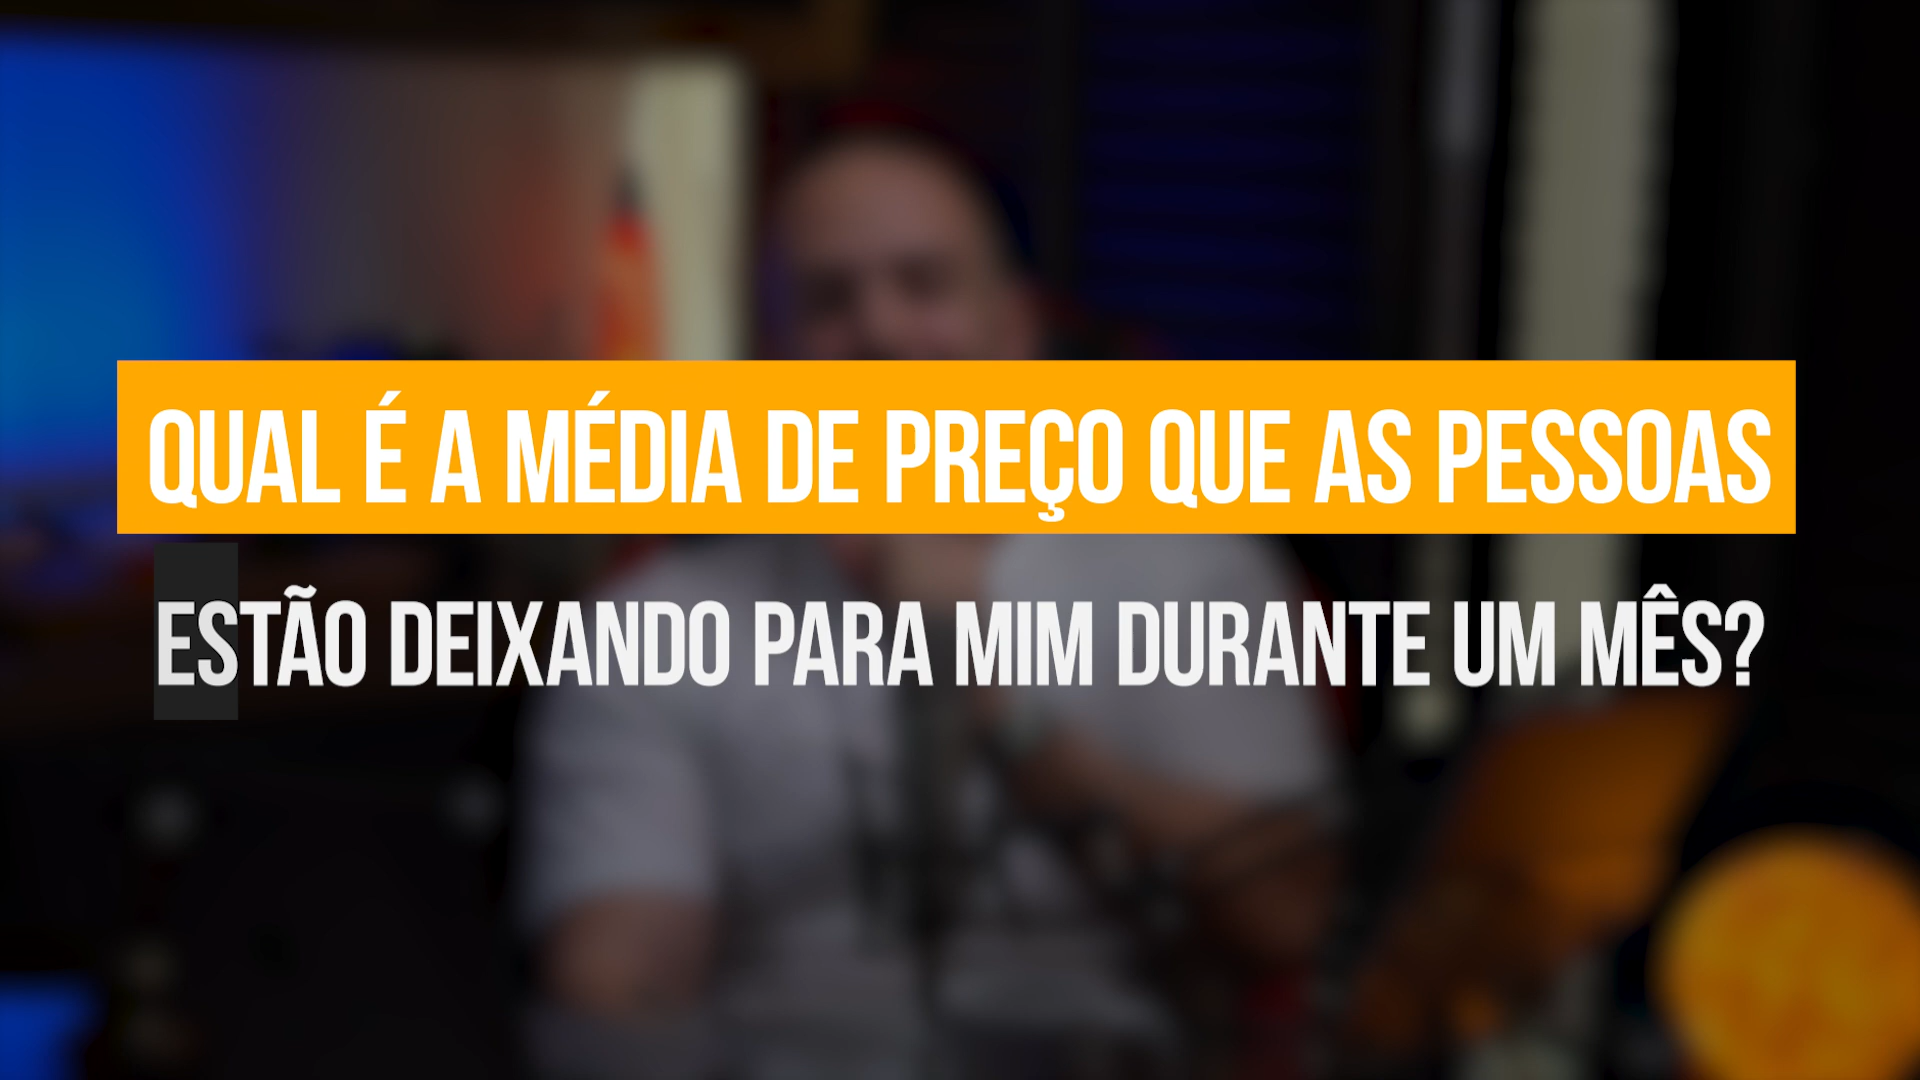 QUAL É A MÉDIA DE PREÇO QUE AS PESSOAS
ESTÃO DEIXANDO PARA MIM DURANTE UM MÊS?